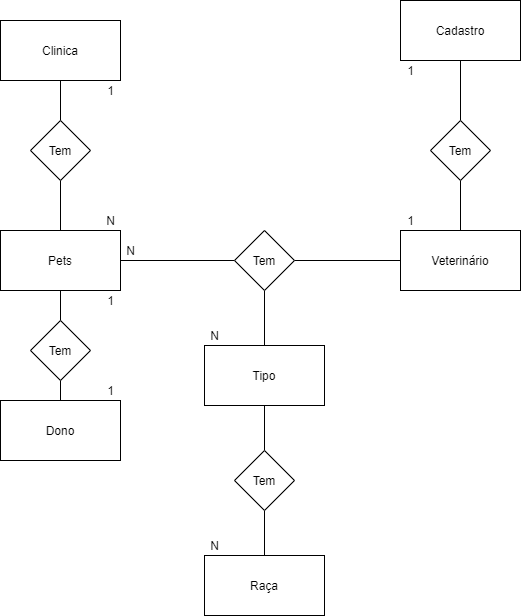 Cadastro
Clinica
1
1
Tem
Tem
N
1
Pets
N
Tem
Veterinário
1
N
Tem
Tipo
1
Dono
Tem
N
Raça